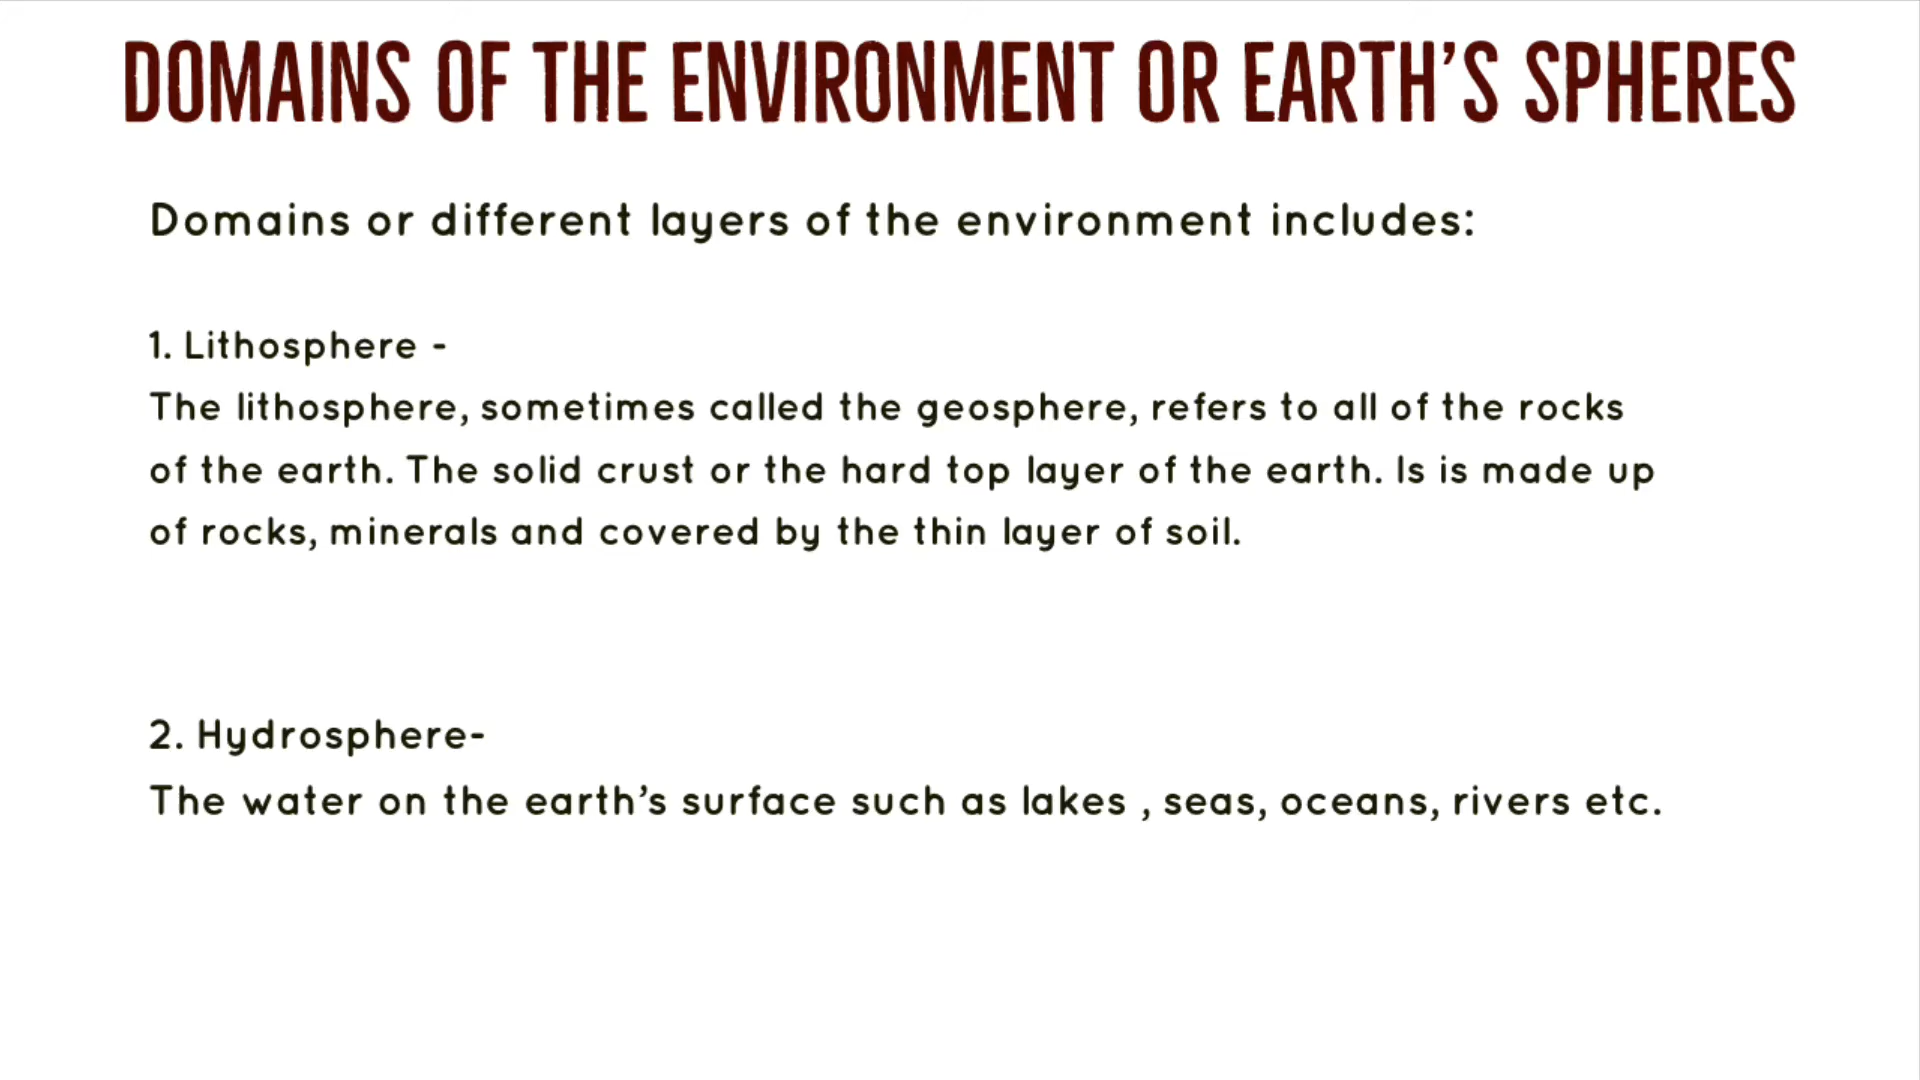 DOMAINS OF THE ENVIRONMENT OR EARTH'S SPHERES
Domains or different layers of the environment includes:
1. Lithosphere -
The lithosphere, sometimes called the geosphere, refers to all of the rocks
of the earth. The solid crust or the hard top layer of the earth. Is is made up
of rocks, minerals and covered by the thin layer of soil.
2. Hydrosphere-
The water on the earth's surface such as lakes , seas, oceans, rivers etc.